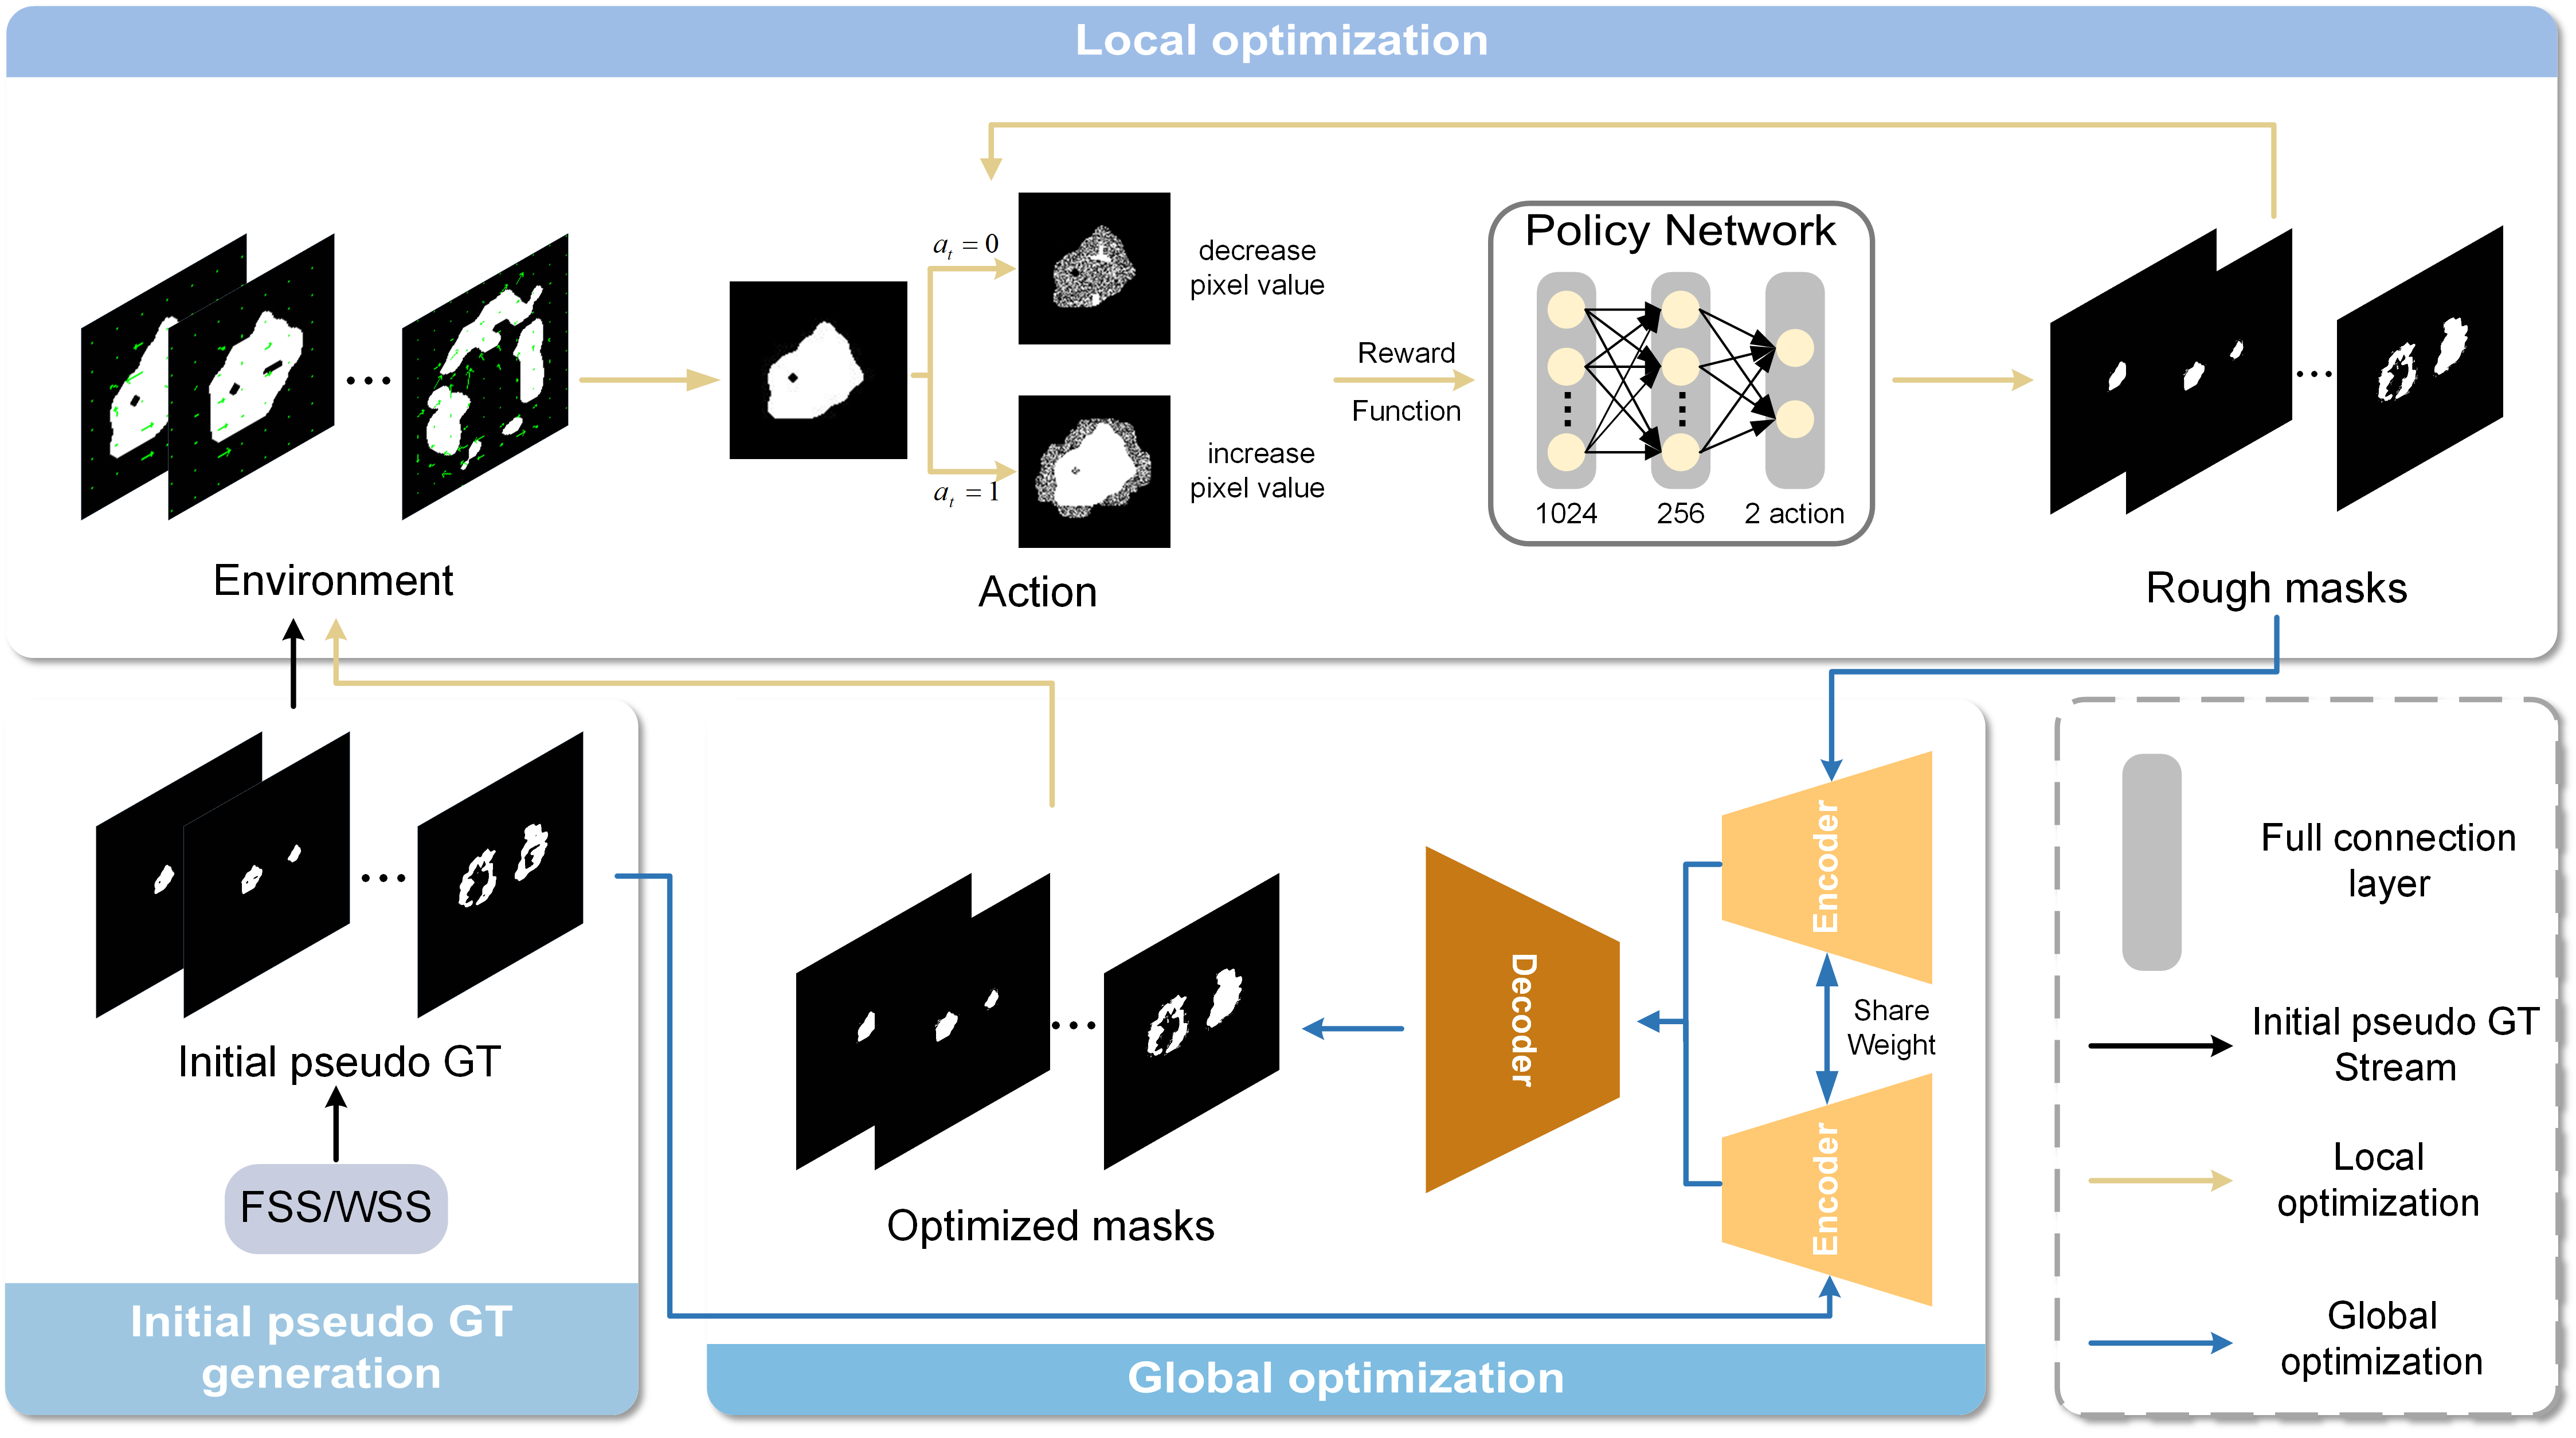 Local optimization
a_t = 0
decrease
pixel value
a_t = 1
increase
pixel value
Reward
Function
Policy Network
1024
256
2 action
Environment
Action
Rough masks
Initial pseudo GT
FSS/WSS
Initial pseudo GT
generation
Optimized masks
Decoder
Encoder
Share
Weight
Encoder
Global optimization
Full connection
layer
Initial pseudo GT
Stream
Local
optimization
Global
optimization